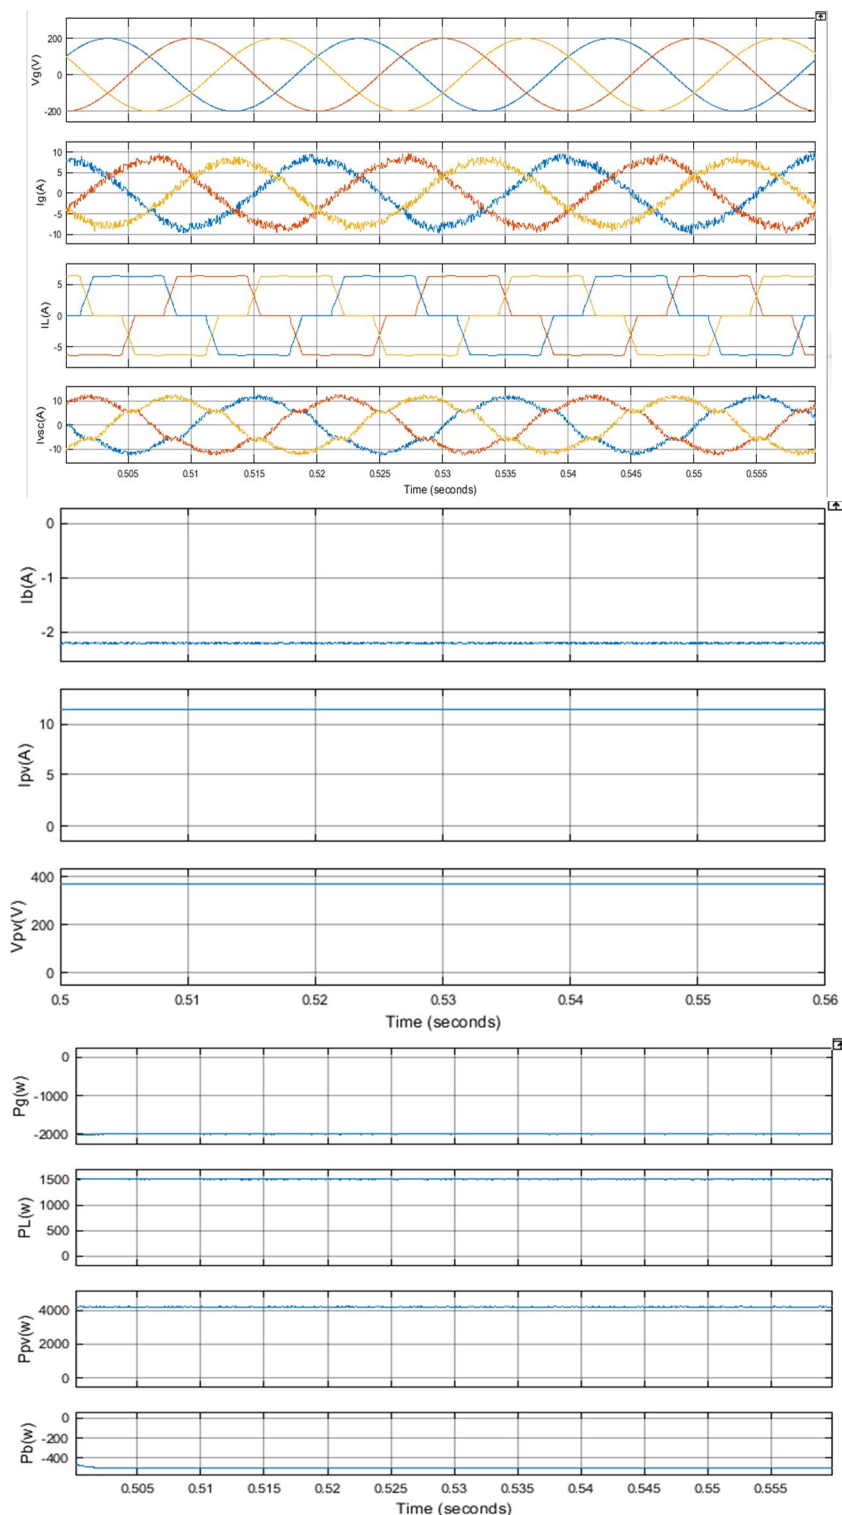 Vg(V)
200
0
-200
Ig(A)
10
5
0
-5
-10
IL(A)
5
0
-5
Ivsc(A)
10
0
-10
0.505 0.51 0.515 0.52 0.525 0.53 0.535 0.54 0.545 0.55 0.555
Time (seconds)
Ib(A)
0
-1
-2
Ipv(A)
10
5
0
Vpv(V)
400
200
0
0.5 0.51 0.52 0.53 0.54 0.55 0.56
Time (seconds)
Pg(w)
0
-1000
-2000
PL(w)
1500
1000
500
0
Ppv(w)
4000
2000
0
Pb(w)
0
-200
-400
0.505 0.51 0.515 0.52 0.525 0.53 0.535 0.54 0.545 0.55 0.555
Time (seconds)